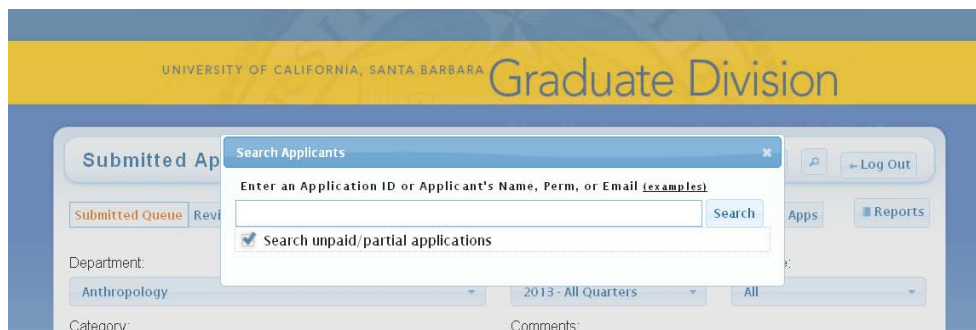 UNIVERSITY OF CALIFORNIA, SANTA BARBARA Graduate Division
Submitted Ap
Search Applicants
Log Out
Enter an Application ID or Applicant's Name, Perm, or Email (examples)
Submitted Queue Revi
Search
Apps
Reports
Search unpaid/partial applications
Department:
Anthropology
2013 - All Quarters
All
Category:
Comments: